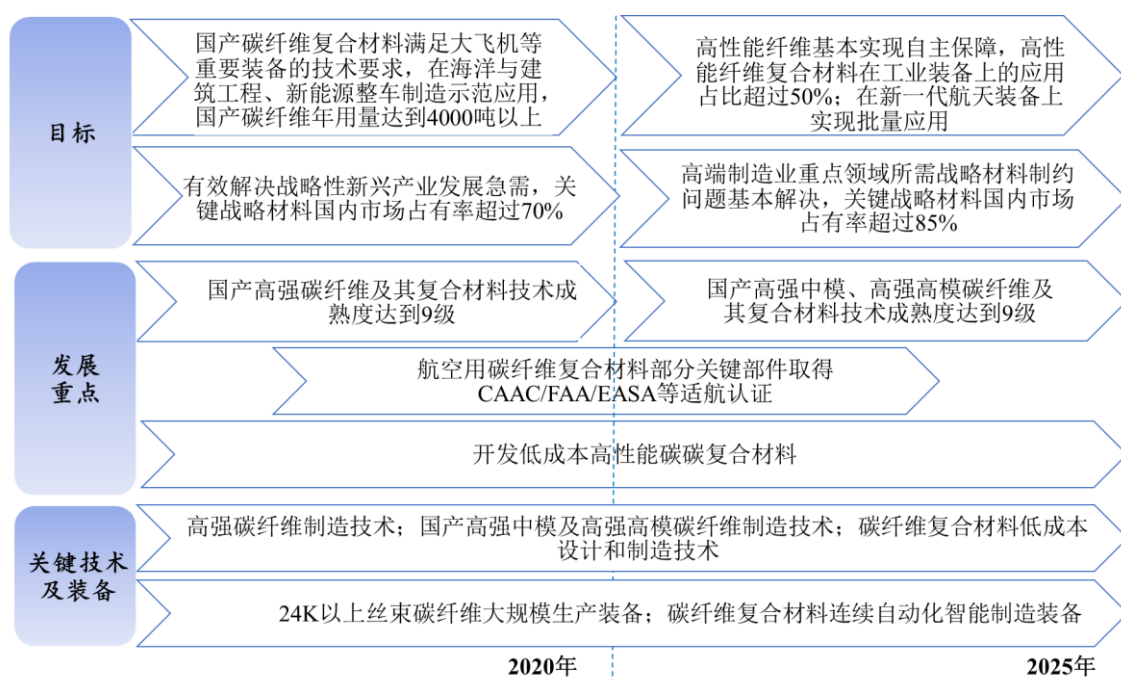 目标
国产碳纤维复合材料满足大飞机等
重要装备的技术要求，在海洋与建
筑工程、新能源整车制造示范应用，
国产碳纤维年用量达到4000吨以上
高性能纤维基本实现自主保障，高性
能纤维复合材料在工业装备上的应用
占比超过50%；在新一代航天装备上
实现批量应用
有效解决战略性新兴产业发展急需，关
键战略材料国内市场占有率超过70%
高端制造业重点领域所需战略材料制约
问题基本解决，关键战略材料国内市场
占有率超过85%
发展
重点
国产高强碳纤维及其复合材料技术成
熟度达到9级
国产高强中模、高强高模碳纤维及
其复合材料技术成熟度达到9级
航空用碳纤维复合材料部分关键部件取得
CAAC/FAA/EASA等适航认证
开发低成本高性能碳碳复合材料
关键技术
及装备
高强碳纤维制造技术；国产高强中模及高强高模碳纤维制造技术；碳纤维复合材料低成本
设计和制造技术
24K以上丝束碳纤维大规模生产装备；碳纤维复合材料连续自动化智能制造装备
2020年
2025年